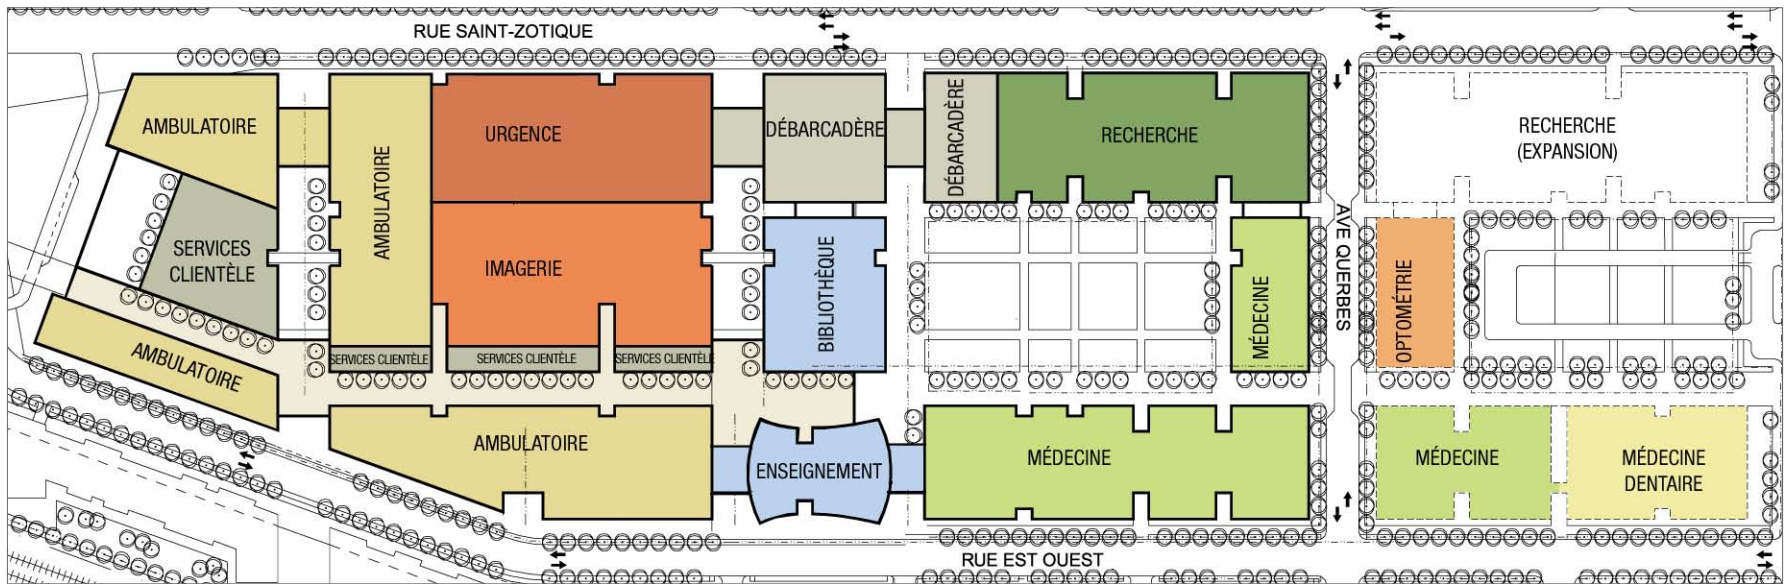 RUE SAINT-ZOTIQUE
AMBULATOIRE
URGENCE
DÉBARCADÈRE
DÉBARCADÈRE
RECHERCHE
RECHERCHE
(EXPANSION)
AMBULATOIRE
SERVICES
CLIENTÈLE
IMAGERIE
BIBLIOTHÈQUE
MÉDECINE
AVE QUERBES
OPTOMÉTRIE
AMBULATOIRE
SERVICES CLIENTÈLE
SERVICES CLIENTÈLE
SERVICES CLIENTÈLE
AMBULATOIRE
ENSEIGNEMENT
MÉDECINE
MÉDECINE
MÉDECINE
DENTAIRE
RUE EST OUEST